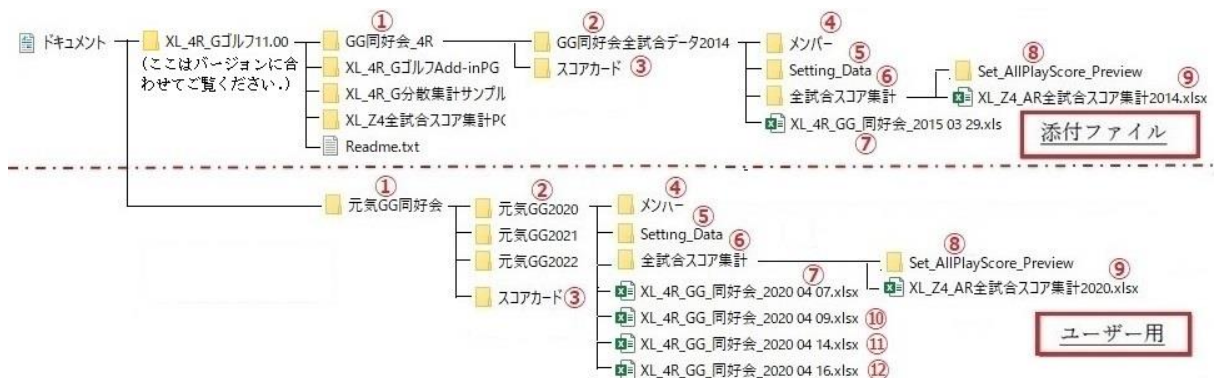 ① ② ④
ドキュメント XL_4R_Gゴルフ11.00 GG同好会_4R GG同好会全試合データ2014 メンバー ⑤ ⑧
(ここはバージョンに合わせてご覧ください.) XL_4R_GゴルフAdd-inPG スコアカード ③ Setting_Data ⑥ Set_AllPlayScore_Preview ⑨
XL_4R_G分散集計サンプル 全試合スコア集計 XL_Z4_AR全試合スコア集計2014.xlsx
XL_Z4全試合スコア集計PC XL_4R_GG_同好会_2015 03 29.xls
Readme.txt ⑦ 添付ファイル
① ② ④
元気GG同好会 元気GG2020 メンバー ⑤
元気GG2021 Setting_Data ⑥ ⑧
元気GG2022 全試合スコア集計 ⑦ Set_AllPlayScore_Preview ⑨
スコアカード ③ XL_4R_GG_同好会_2020 04 07.xlsx XL_Z4_AR全試合スコア集計2020.xlsx
XL_4R_GG_同好会_2020 04 09.xlsx ⑩
XL_4R_GG_同好会_2020 04 14.xlsx ⑪ ユーザー用
XL_4R_GG_同好会_2020 04 16.xlsx ⑫